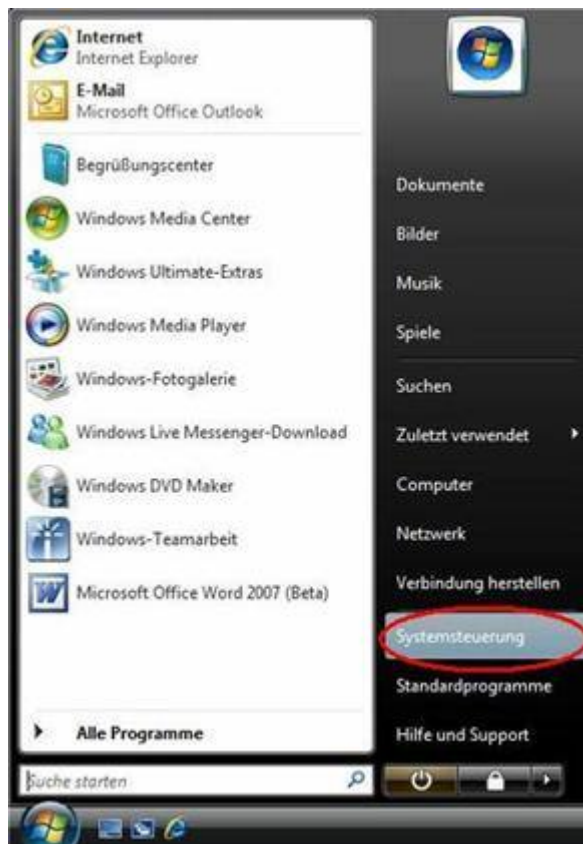 Internet
Internet Explorer
E-Mail
Microsoft Office Outlook
Begrüßungscenter
Windows Media Center
Windows Ultimate-Extras
Windows Media Player
Windows-Fotogalerie
Windows Live Messenger-Download
Windows DVD Maker
Windows-Teamarbeit
Microsoft Office Word 2007 (Beta)
Alle Programme
Suche starten
Dokumente
Bilder
Musik
Spiele
Suchen
Zuletzt verwendet
Computer
Netzwerk
Verbindung herstellen
Systemsteuerung
Standardprogramme
Hilfe und Support